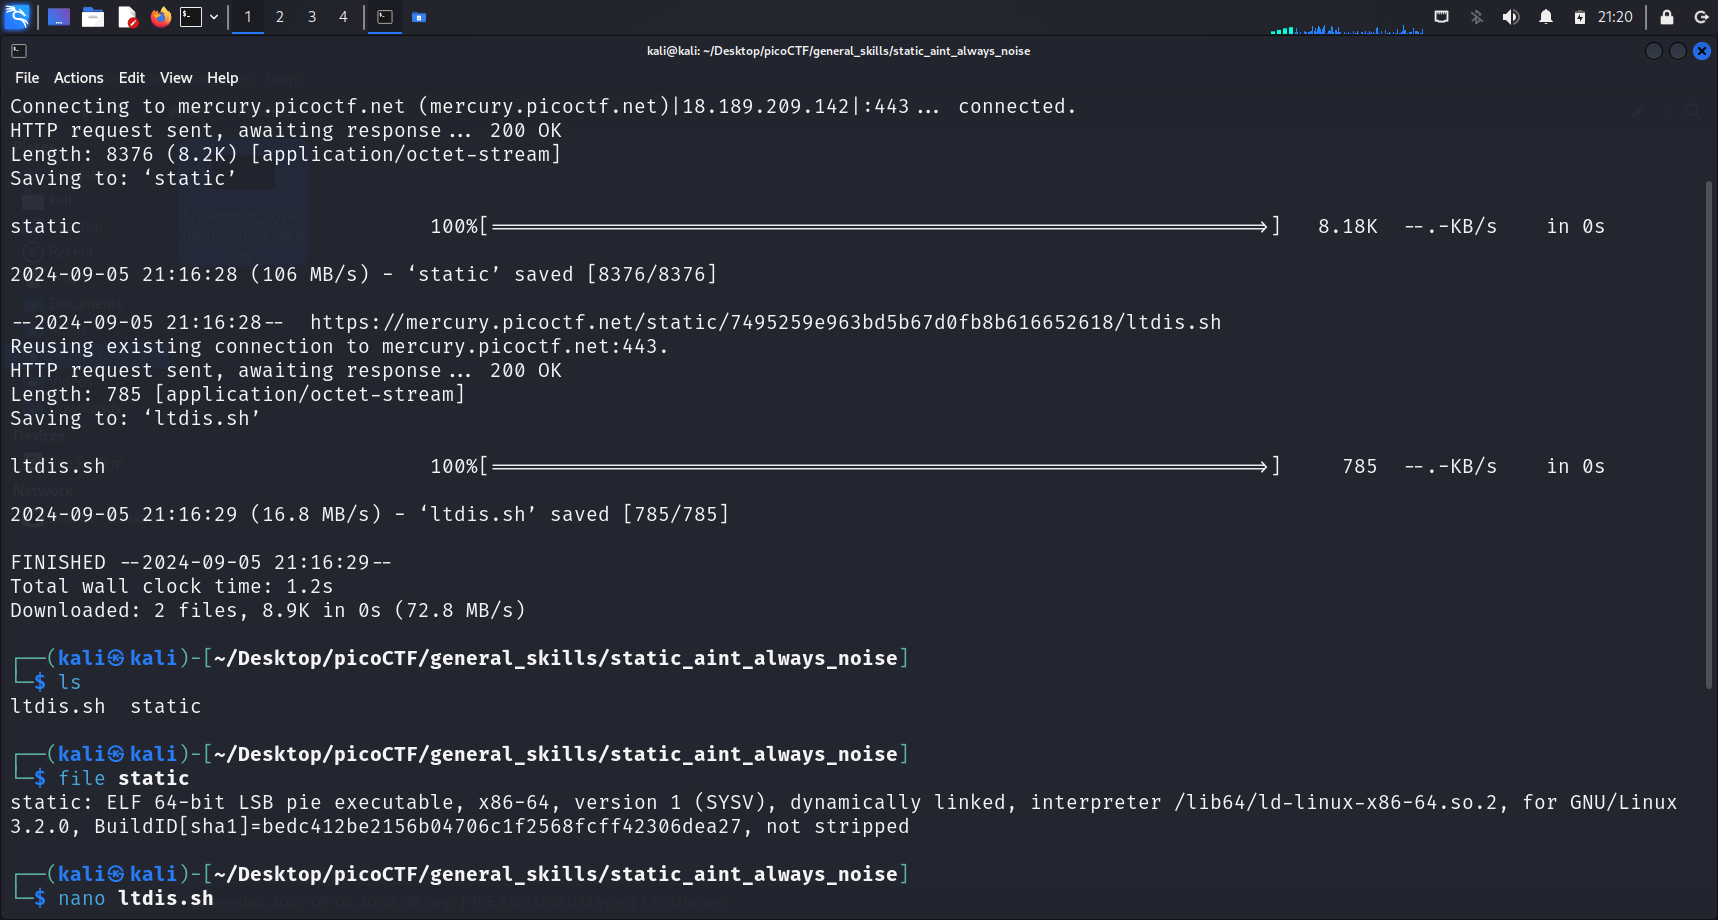 1 2 3 4 21:20
kali@kali: ~/Desktop/picoCTF/general_skills/static_aint_always_noise
File Actions Edit View Help
Connecting to mercury.picoctf.net (mercury.picoctf.net)|18.189.209.142|:443... connected.
HTTP request sent, awaiting response... 200 OK
Length: 8376 (8.2K) [application/octet-stream]
Saving to: ‘static’
static 100%[===================================================>] 8.18K --.-KB/s in 0s
2024-09-05 21:16:28 (106 MB/s) - ‘static’ saved [8376/8376]
--2024-09-05 21:16:28-- https://mercury.picoctf.net/static/7495259e963bd5b67d0fb8b616652618/ltdis.sh
Reusing existing connection to mercury.picoctf.net:443.
HTTP request sent, awaiting response... 200 OK
Length: 785 [application/octet-stream]
Saving to: ‘ltdis.sh’
Devices
ltdis.sh 100%[===================================================>] 785 --.-KB/s in 0s
Network
2024-09-05 21:16:29 (16.8 MB/s) - ‘ltdis.sh’ saved [785/785]
FINISHED --2024-09-05 21:16:29--
Total wall clock time: 1.2s
Downloaded: 2 files, 8.9K in 0s (72.8 MB/s)
┌──(kali㉿kali)-[~/Desktop/picoCTF/general_skills/static_aint_always_noise]
└─$ ls
ltdis.sh static
┌──(kali㉿kali)-[~/Desktop/picoCTF/general_skills/static_aint_always_noise]
└─$ file static
static: ELF 64-bit LSB pie executable, x86-64, version 1 (SYSV), dynamically linked, interpreter /lib64/ld-linux-x86-64.so.2, for GNU/Linux
3.2.0, BuildID[sha1]=bedc412be2156b04706c1f2568fcff42306dea27, not stripped
┌──(kali㉿kali)-[~/Desktop/picoCTF/general_skills/static_aint_always_noise]
└─$ nano ltdis.sh